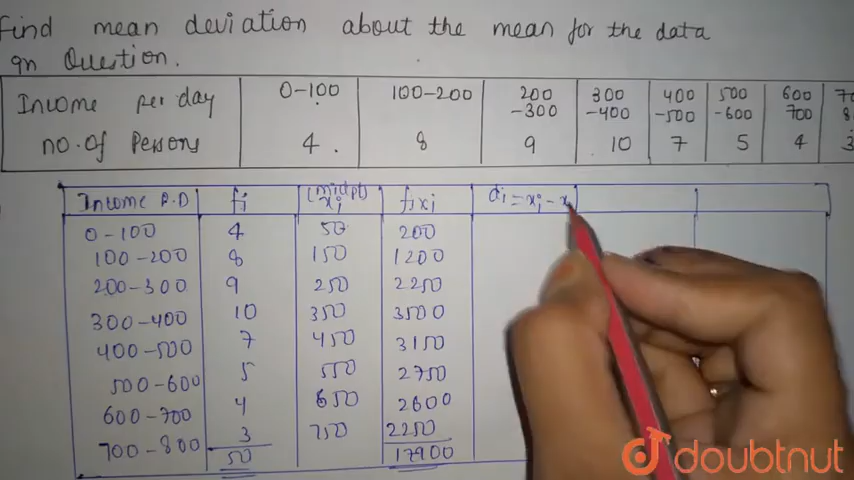 Find mean deviation about the mean for the data
In Question.
Income per day 0-100 100-200 200 -300 300 -400 400 -500 500 -600 600 700
no. of Persons 4 8 9 10 7 5 4 3
Income P.D fi (midpt) xi fixi di = xi - x
0-100 4 50 200
100-200 8 150 1200
200-300 9 250 2250
300-400 10 350 3500
400-500 7 450 3150
500-600 5 550 2750
600-700 4 650 2600
700-800 3 750 2250
50 17900
doubtnut